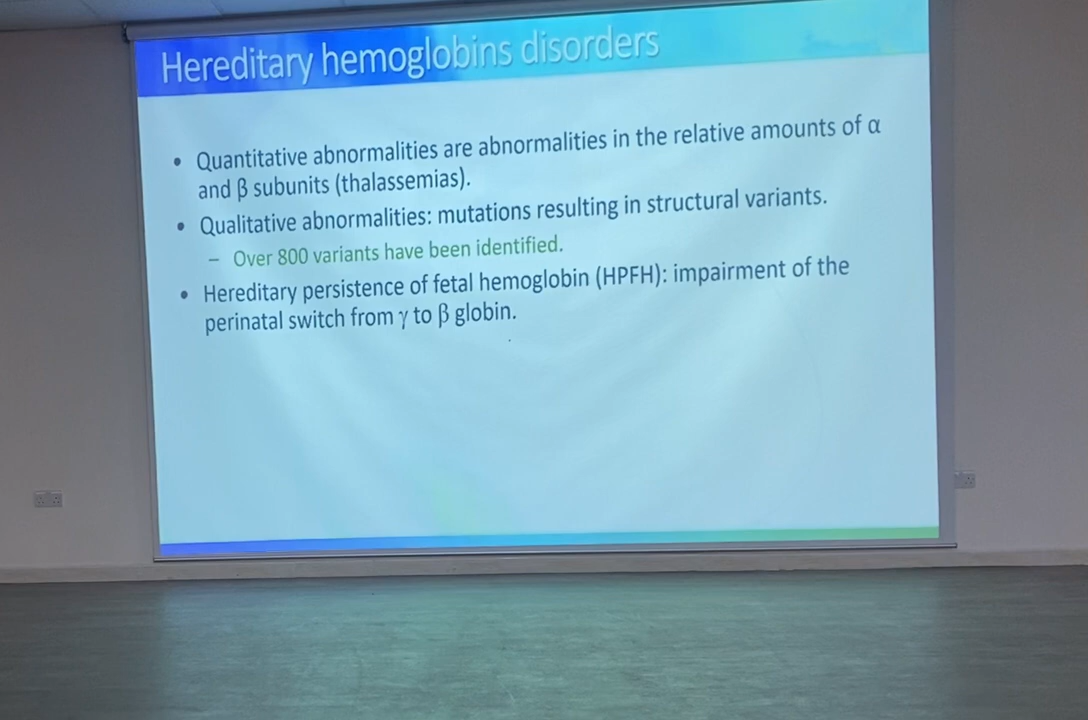 Hereditary hemoglobins disorders
• Quantitative abnormalities are abnormalities in the relative amounts of α
and β subunits (thalassemias).
• Qualitative abnormalities: mutations resulting in structural variants.
– Over 800 variants have been identified.
• Hereditary persistence of fetal hemoglobin (HPFH): impairment of the
perinatal switch from γ to β globin.